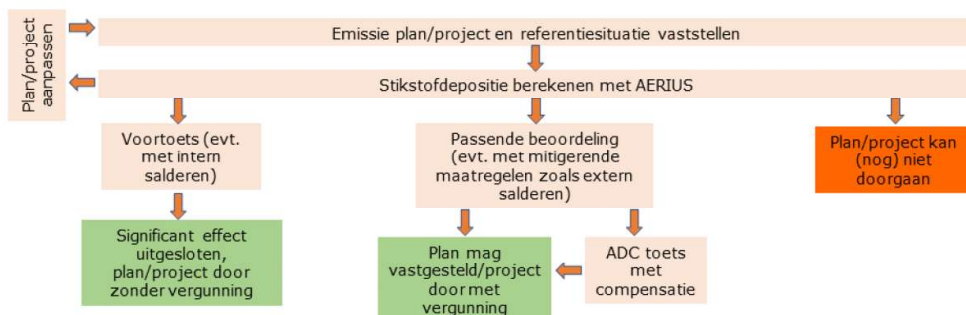 Plan/project
aanpassen
Emissie plan/project en referentiesituatie vaststellen
Stikstofdepositie berekenen met AERIUS
Voortoets (evt.
met intern
salderen)
Passende beoordeling
(evt. met mitigerende
maatregelen zoals extern
salderen)
Plan/project kan
(nog) niet
doorgaan
Significant effect
uitgesloten,
plan/project door
zonder vergunning
Plan mag
vastgesteld/project
door met
vergunning
ADC toets
met
compensatie